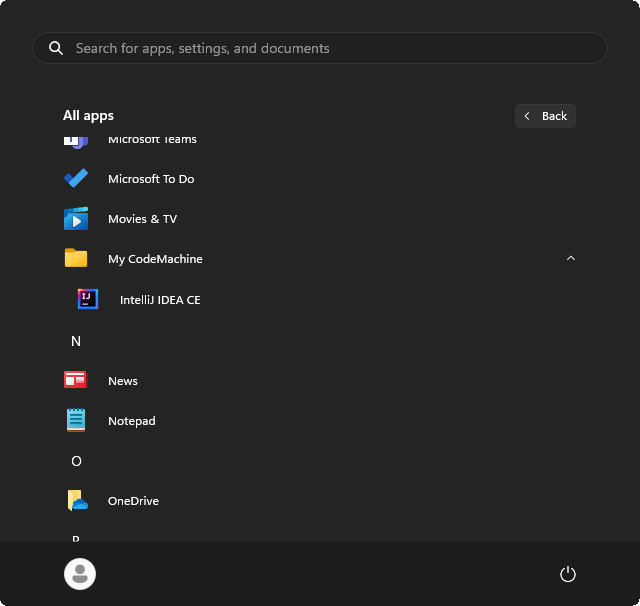 Search for apps, settings, and documents
All apps
Back
Microsoft Teams
Microsoft To Do
Movies & TV
My CodeMachine
IJ
IntelliJ IDEA CE
N
News
Notepad
O
OneDrive
P